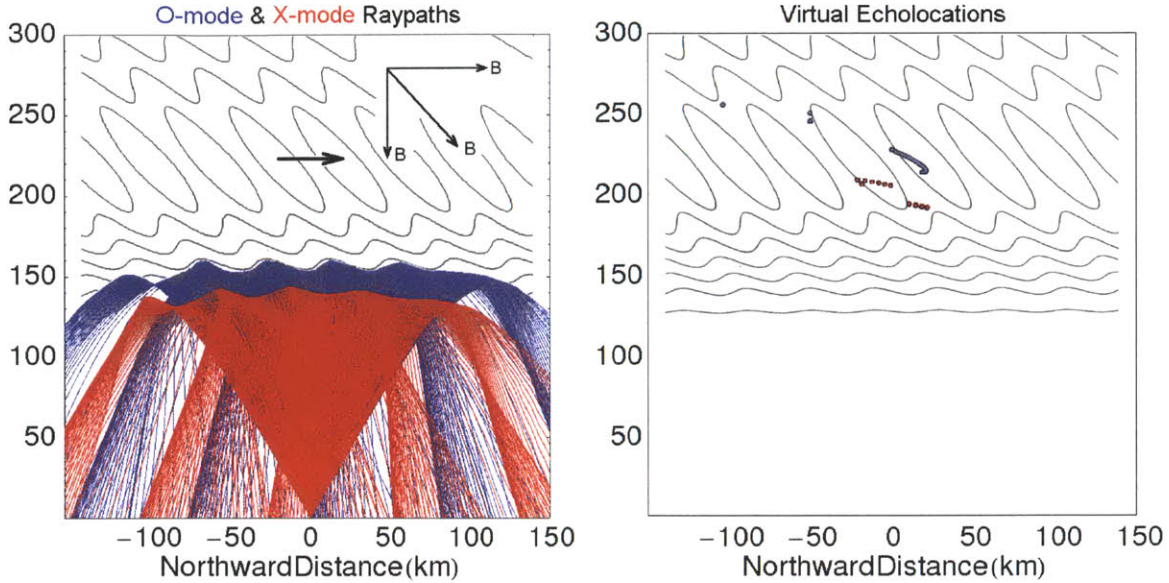 O-mode & X-mode Raypaths
300
250
200
150
100
50
B
B
B
−100 −50 0 50 100 150
NorthwardDistance(km)
Virtual Echolocations
300
250
200
150
100
50
−100 −50 0 50 100 150
NorthwardDistance(km)